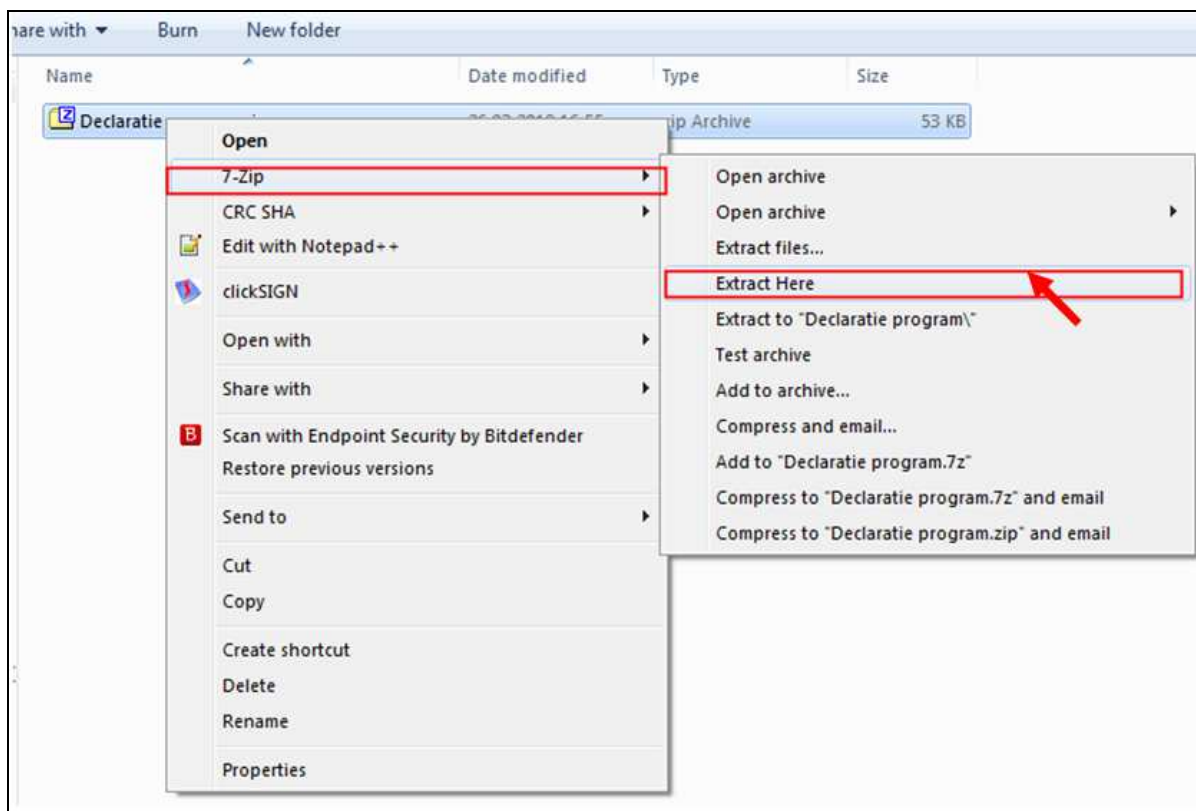 are with Burn New folder
Name Date modified Type Size
Declaratie ip Archive 53 KB
Open
7-Zip
CRC SHA
Edit with Notepad++
clickSIGN
Open with
Share with
B Scan with Endpoint Security by Bitdefender
Restore previous versions
Send to
Cut
Copy
Create shortcut
Delete
Rename
Properties
Open archive
Open archive
Extract files...
Extract Here
Extract to "Declaratie program\"
Test archive
Add to archive...
Compress and email...
Add to "Declaratie program.7z"
Compress to "Declaratie program.7z" and email
Compress to "Declaratie program.zip" and email